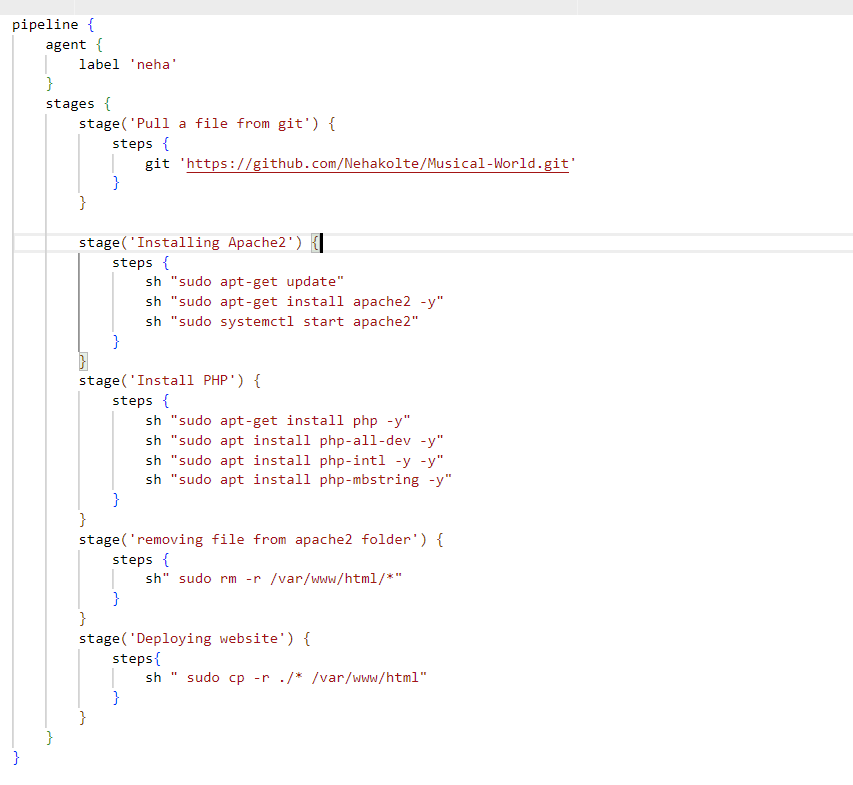 pipeline {
    agent {
        label 'neha'
    }
    stages {
        stage('Pull a file from git') {
            steps {
                git 'https://github.com/Nehakolte/Musical-World.git'
            }
        }

        stage('Installing Apache2') {
            steps {
                sh "sudo apt-get update"
                sh "sudo apt-get install apache2 -y"
                sh "sudo systemctl start apache2"
            }
        }
        stage('Install PHP') {
            steps {
                sh "sudo apt-get install php -y"
                sh "sudo apt install php-all-dev -y"
                sh "sudo apt install php-intl -y -y"
                sh "sudo apt install php-mbstring -y"
            }
        }
        stage('removing file from apache2 folder') {
            steps {
                sh" sudo rm -r /var/www/html/*"
            }
        }
        stage('Deploying website') {
            steps{
                sh " sudo cp -r ./* /var/www/html"
            }
        }
    }
}